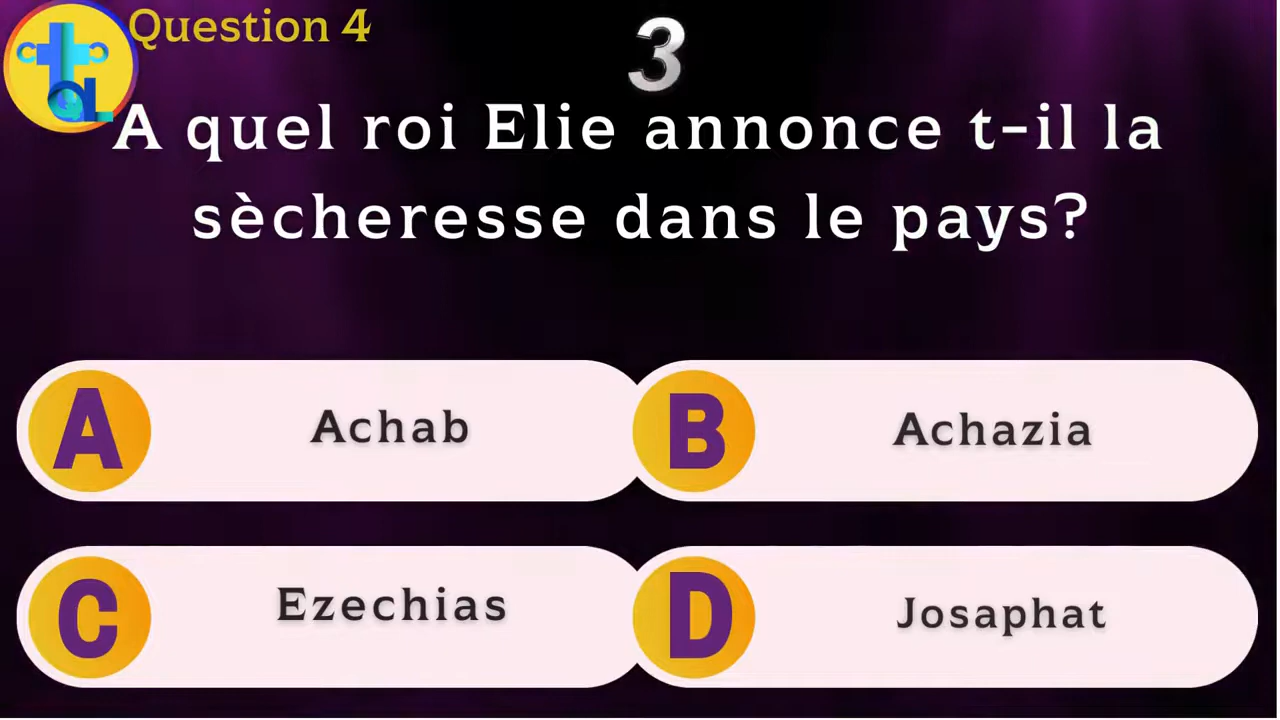 Question 4
3
A quel roi Elie annonce t-il la
sècheresse dans le pays?
A Achab
B Achazia
C Ezechias
D Josaphat